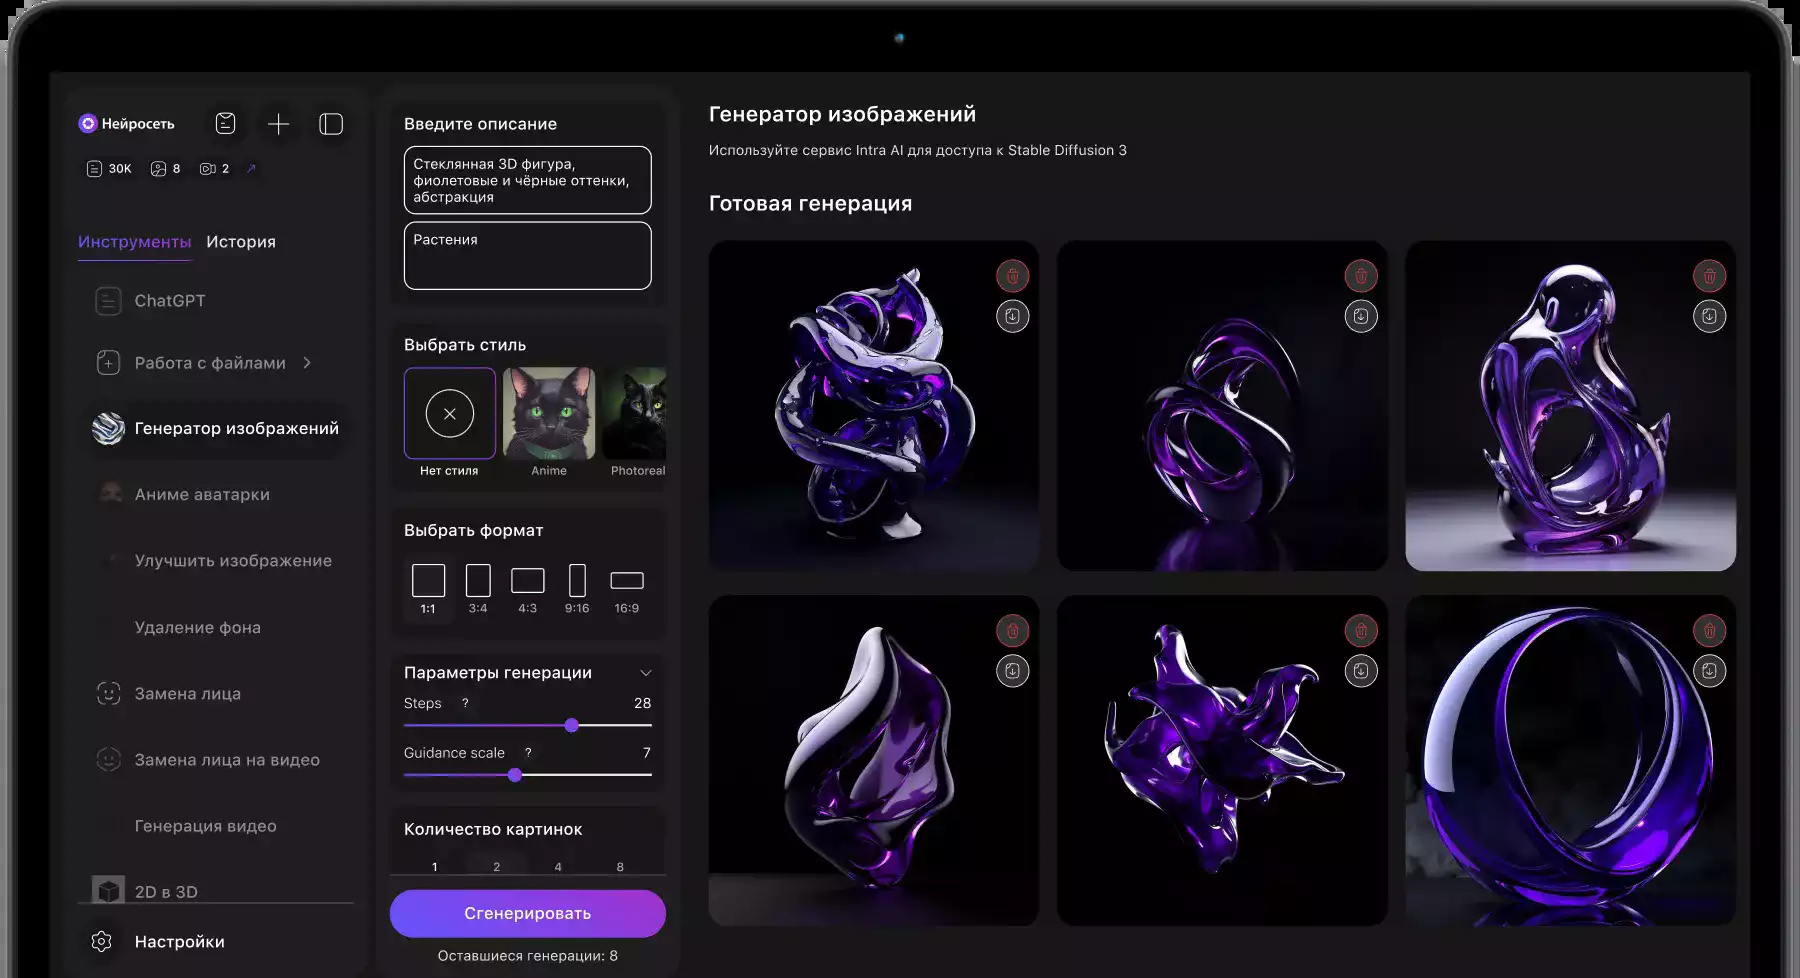 Нейросеть
30K 8 2
Инструменты История
ChatGPT
Работа с файлами
Генератор изображений
Аниме аватарки
Улучшить изображение
Удаление фона
Замена лица
Замена лица на видео
Генерация видео
2D в 3D
Настройки
Введите описание
Стеклянная 3D фигура,
фиолетовые и чёрные оттенки,
абстракция
Растения
Выбрать стиль
Нет стиля Anime Photoreal
Выбрать формат
1:1 3:4 4:3 9:16 16:9
Параметры генерации
Steps ? 28
Guidance scale ? 7
Количество картинок
1 2 4 8
Сгенерировать
Оставшиеся генерации: 8
Генератор изображений
Используйте сервис Intra AI для доступа к Stable Diffusion 3
Готовая генерация